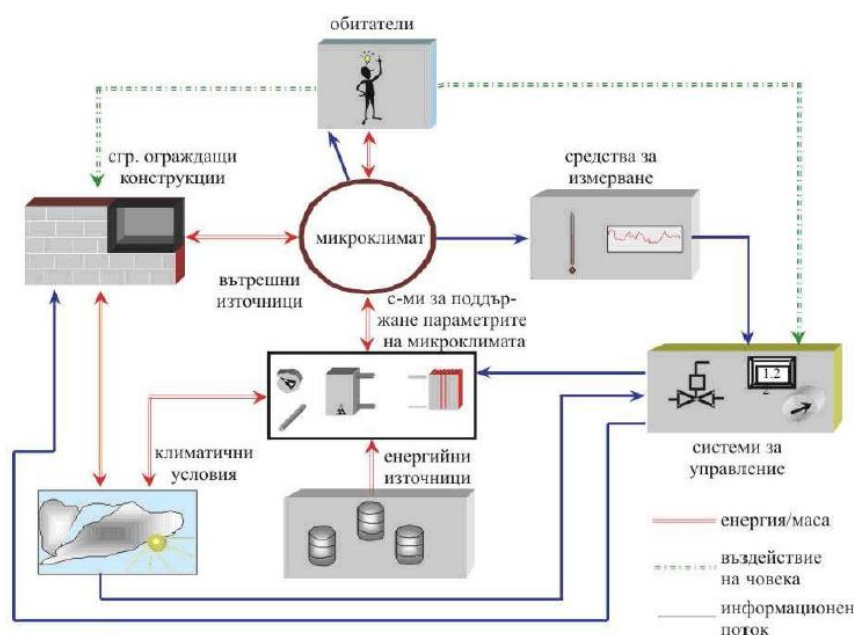 обитатели
сгр. ограждащи
конструкции
средства за
измерване
микроклимат
вътрешни
източници
с-ми за поддър-
жане параметрите
на микроклимата
1.2
климатични
условия
енергийни
източници
системи за
управление
енергия/маса
въздействие
на човека
информационен
поток